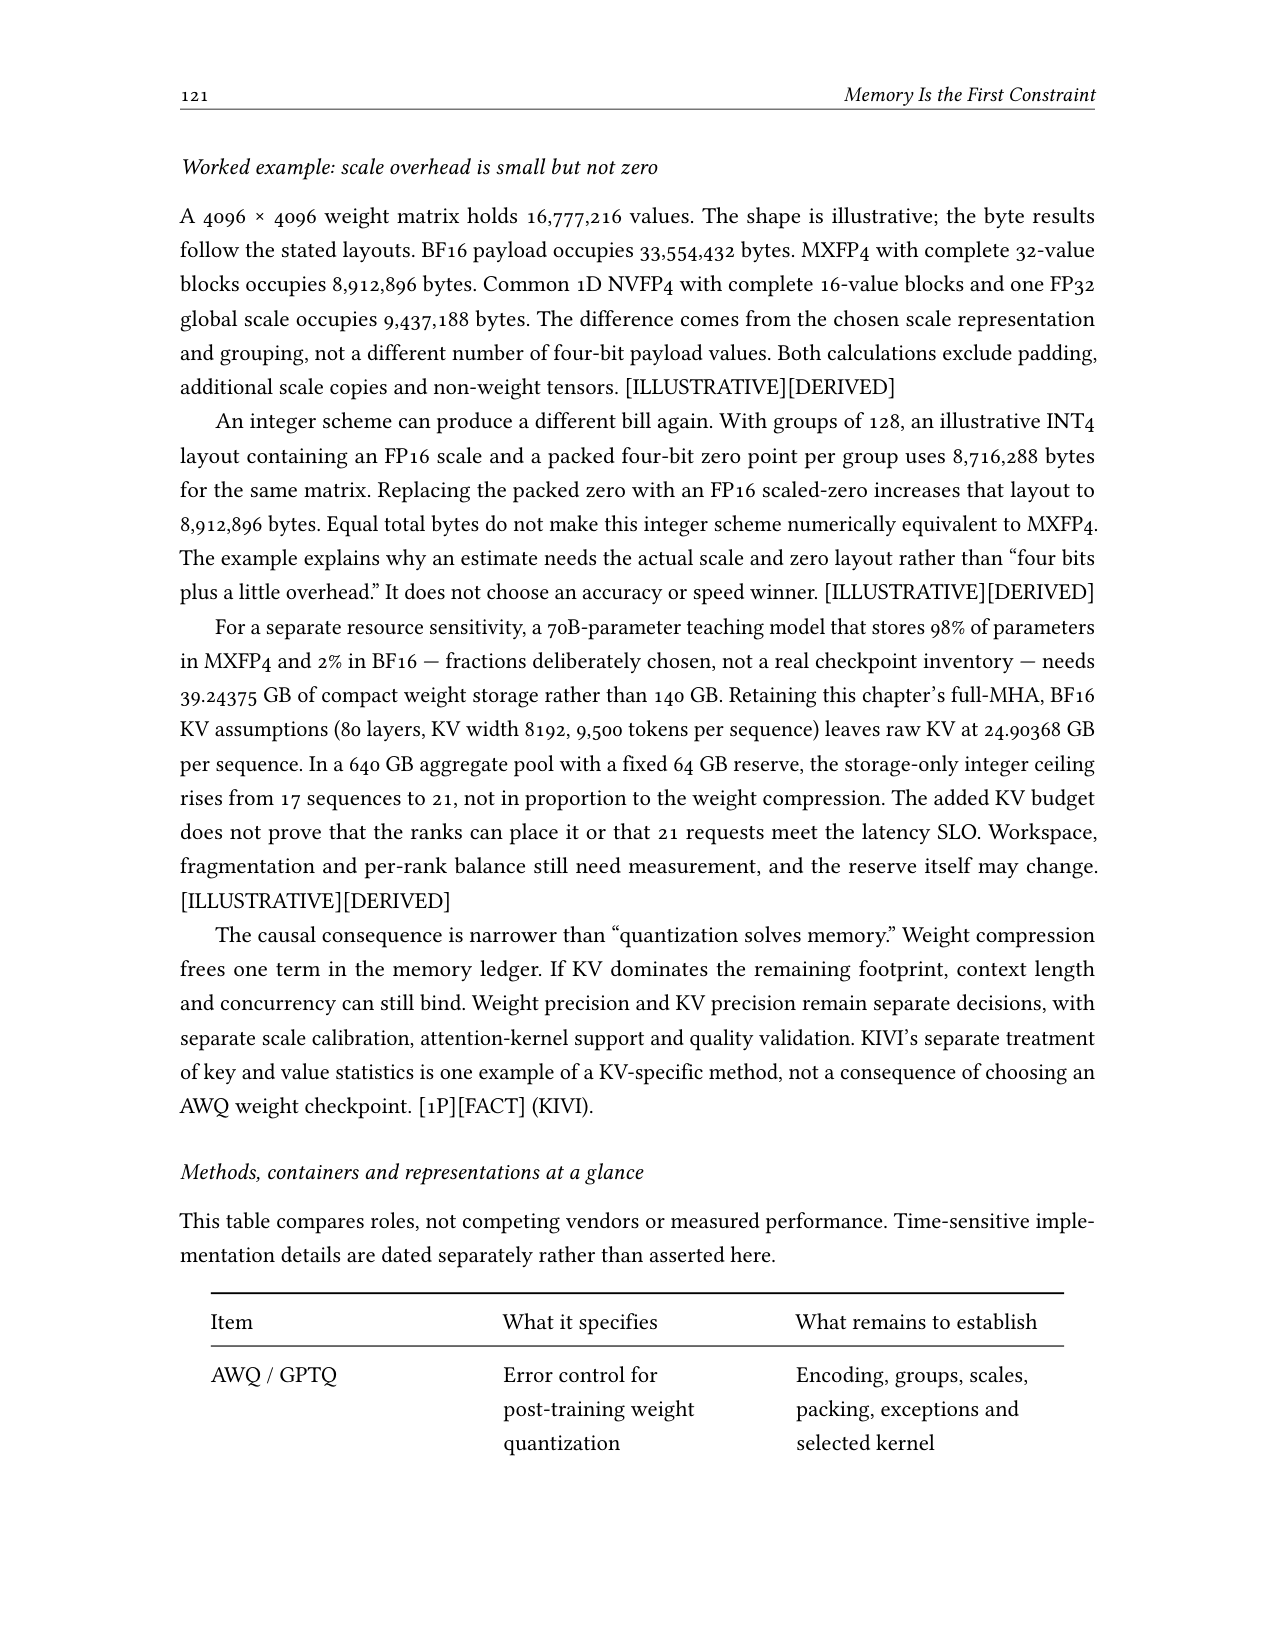 121 Memory Is the First Constraint
Worked example: scale overhead is small but not zero
A 4096 × 4096 weight matrix holds 16,777,216 values. The shape is illustrative; the byte results
follow the stated layouts. BF16 payload occupies 33,554,432 bytes. MXFP4 with complete 32-value
blocks occupies 8,912,896 bytes. Common 1D NVFP4 with complete 16-value blocks and one FP32
global scale occupies 9,437,188 bytes. The difference comes from the chosen scale representation
and grouping, not a different number of four-bit payload values. Both calculations exclude padding,
additional scale copies and non-weight tensors. [ILLUSTRATIVE][DERIVED]
An integer scheme can produce a different bill again. With groups of 128, an illustrative INT4
layout containing an FP16 scale and a packed four-bit zero point per group uses 8,716,288 bytes
for the same matrix. Replacing the packed zero with an FP16 scaled-zero increases that layout to
8,912,896 bytes. Equal total bytes do not make this integer scheme numerically equivalent to MXFP4.
The example explains why an estimate needs the actual scale and zero layout rather than “four bits
plus a little overhead.” It does not choose an accuracy or speed winner. [ILLUSTRATIVE][DERIVED]
For a separate resource sensitivity, a 70B-parameter teaching model that stores 98% of parameters
in MXFP4 and 2% in BF16 — fractions deliberately chosen, not a real checkpoint inventory — needs
39.24375 GB of compact weight storage rather than 140 GB. Retaining this chapter’s full-MHA, BF16
KV assumptions (80 layers, KV width 8192, 9,500 tokens per sequence) leaves raw KV at 24.90368 GB
per sequence. In a 640 GB aggregate pool with a fixed 64 GB reserve, the storage-only integer ceiling
rises from 17 sequences to 21, not in proportion to the weight compression. The added KV budget
does not prove that the ranks can place it or that 21 requests meet the latency SLO. Workspace,
fragmentation and per-rank balance still need measurement, and the reserve itself may change.
[ILLUSTRATIVE][DERIVED]
The causal consequence is narrower than “quantization solves memory.” Weight compression
frees one term in the memory ledger. If KV dominates the remaining footprint, context length
and concurrency can still bind. Weight precision and KV precision remain separate decisions, with
separate scale calibration, attention-kernel support and quality validation. KIVI’s separate treatment
of key and value statistics is one example of a KV-specific method, not a consequence of choosing an
AWQ weight checkpoint. [1P][FACT] (KIVI).
Methods, containers and representations at a glance
This table compares roles, not competing vendors or measured performance. Time-sensitive imple-
mentation details are dated separately rather than asserted here.
Item What it specifies What remains to establish
AWQ / GPTQ Error control for Encoding, groups, scales,
post-training weight packing, exceptions and
quantization selected kernel